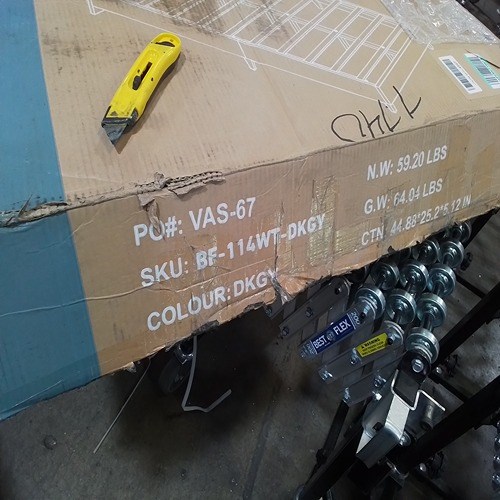 PO#: VAS-67
SKU: BF-114WT-DKGY
COLOUR: DKGY
N.W: 59.20 LBS
G.W: 64.04 LBS
CTN: 44.88*25.2*5.12 IN
BEST FLEX